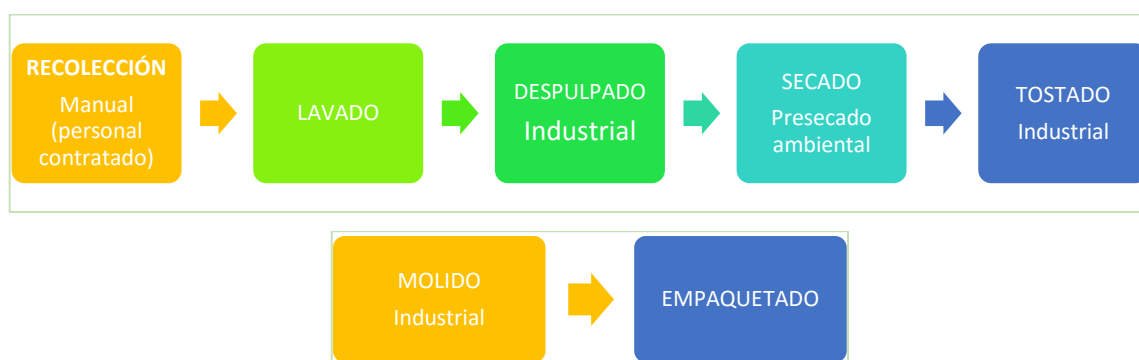 RECOLECCIÓN
Manual
(personal
contratado)
LAVADO
DESPULPADO
Industrial
SECADO
Presecado
ambiental
TOSTADO
Industrial
MOLIDO
Industrial
EMPAQUETADO